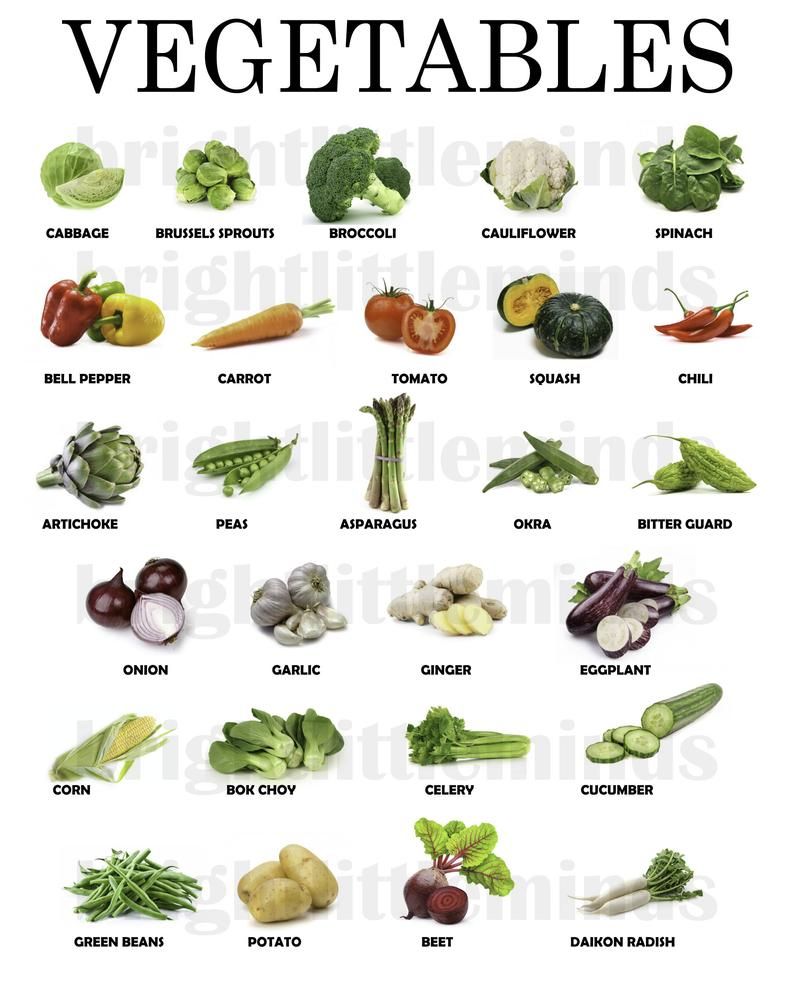 VEGETABLES
brightlittleminds
CABBAGE BRUSSELS SPROUTS BROCCOLI CAULIFLOWER SPINACH
brightlittleminds
BELL PEPPER CARROT TOMATO SQUASH CHILI
brightlittleminds
ARTICHOKE PEAS ASPARAGUS OKRA BITTER GUARD
brightlittleminds
ONION GARLIC GINGER EGGPLANT
brightlittleminds
CORN BOK CHOY CELERY CUCUMBER
brightlittleminds
GREEN BEANS POTATO BEET DAIKON RADISH